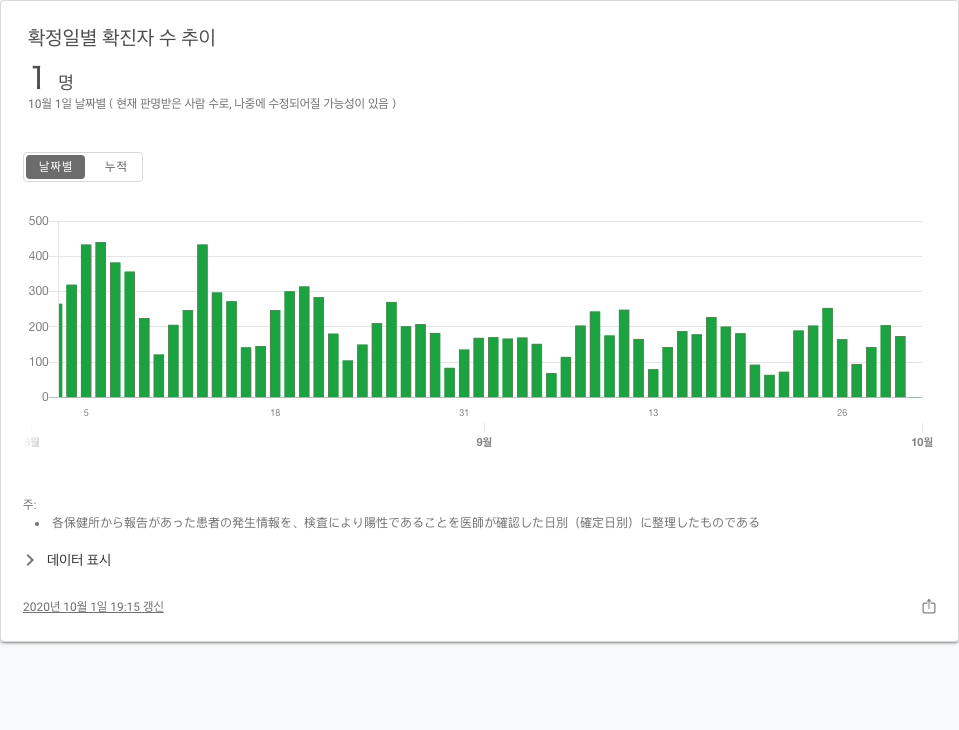 확정일별 확진자 수 추이
1 명
10월 1일 날짜별 ( 현재 판명받은 사람 수로, 나중에 수정되어질 가능성이 있음 )
날짜별 누적
500
400
300
200
100
0
5 18 31 13 26
8월 9월 10월
주:
• 各保健所から報告があった患者の発生情報を、検査により陽性であることを医師が確認した日別（確定日別）に整理したものである
데이터 표시
2020년 10월 1일 19:15 갱신